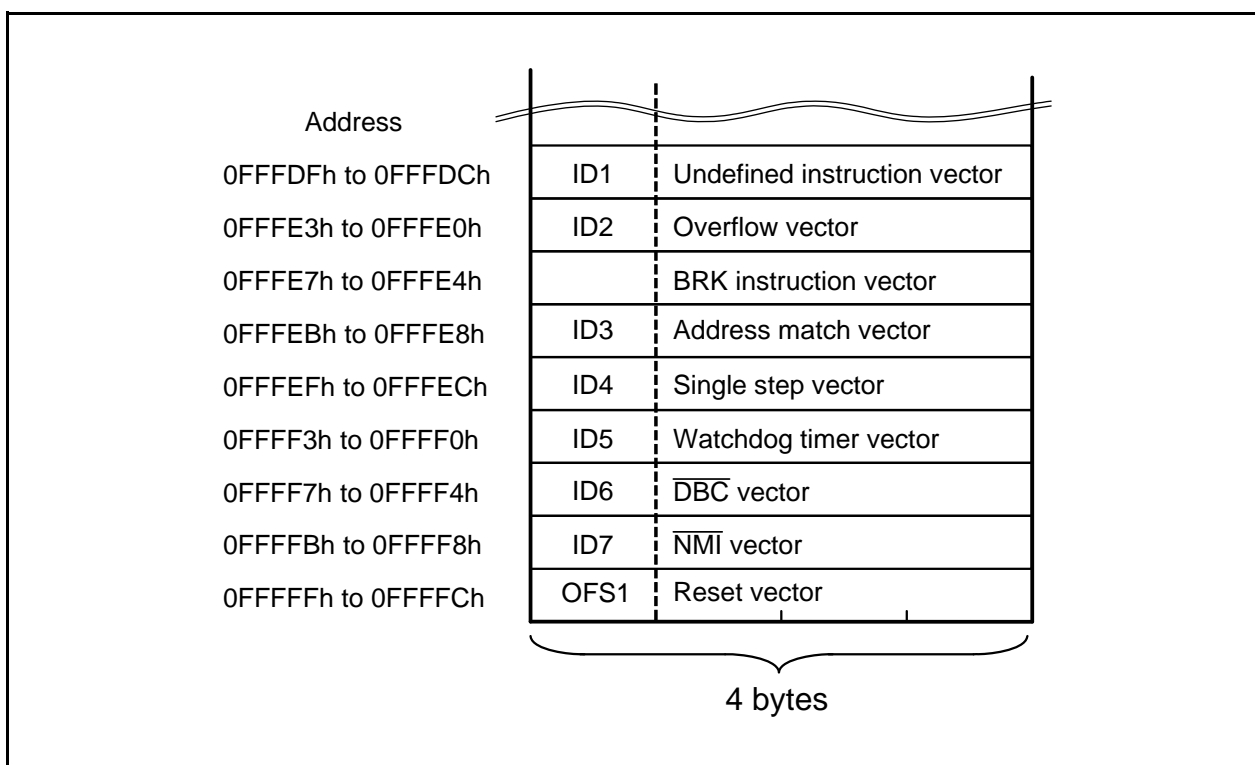 Address
0FFFDFh to 0FFFDCh ID1 Undefined instruction vector
0FFFE3h to 0FFFE0h ID2 Overflow vector
0FFFE7h to 0FFFE4h BRK instruction vector
0FFFEBh to 0FFFE8h ID3 Address match vector
0FFFEFh to 0FFFECh ID4 Single step vector
0FFFF3h to 0FFFF0h ID5 Watchdog timer vector
0FFFF7h to 0FFFF4h ID6 D̅B̅C̅ vector
0FFFFBh to 0FFFF8h ID7 N̅M̅I̅ vector
0FFFFFh to 0FFFFCh OFS1 Reset vector
4 bytes